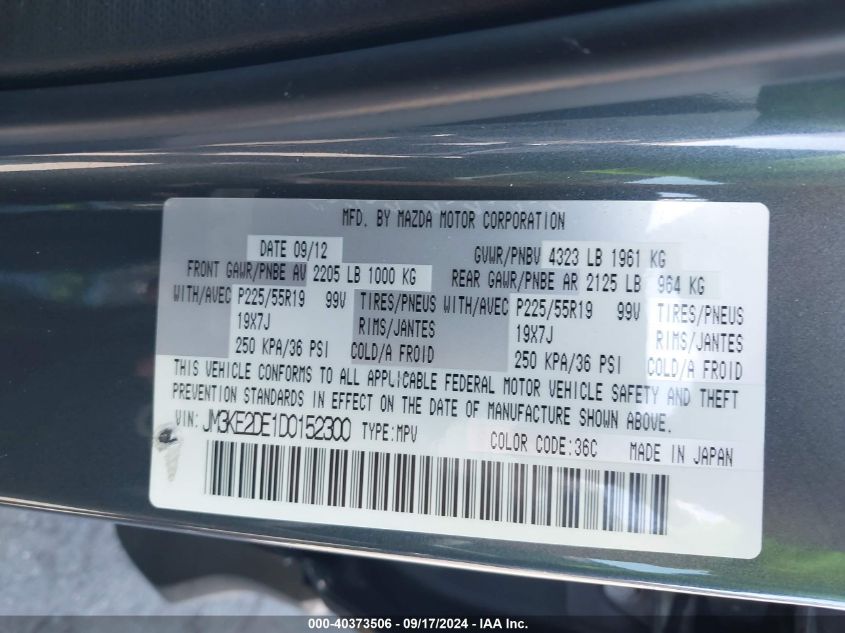 MFD. BY MAZDA MOTOR CORPORATION
DATE 09/12 GVWR/PNBV 4323 LB 1961 KG
FRONT GAWR/PNBE AV 2205 LB 1000 KG REAR GAWR/PNBE AR 2125 LB 964 KG
WITH/AVEC P225/55R19 99V TIRES/PNEUS WITH/AVEC P225/55R19 99V TIRES/PNEUS
19X7J RIMS/JANTES 19X7J RIMS/JANTES
250 KPA/36 PSI COLD/A FROID 250 KPA/36 PSI COLD/A FROID
THIS VEHICLE CONFORMS TO ALL APPLICABLE FEDERAL MOTOR VEHICLE SAFETY AND THEFT
PREVENTION STANDARDS IN EFFECT ON THE DATE OF MANUFACTURE SHOWN ABOVE.
VIN: JM3KE2DE1D0152300 TYPE:MPV COLOR CODE:36C MADE IN JAPAN
000-40373506 - 09/17/2024 - IAA Inc.